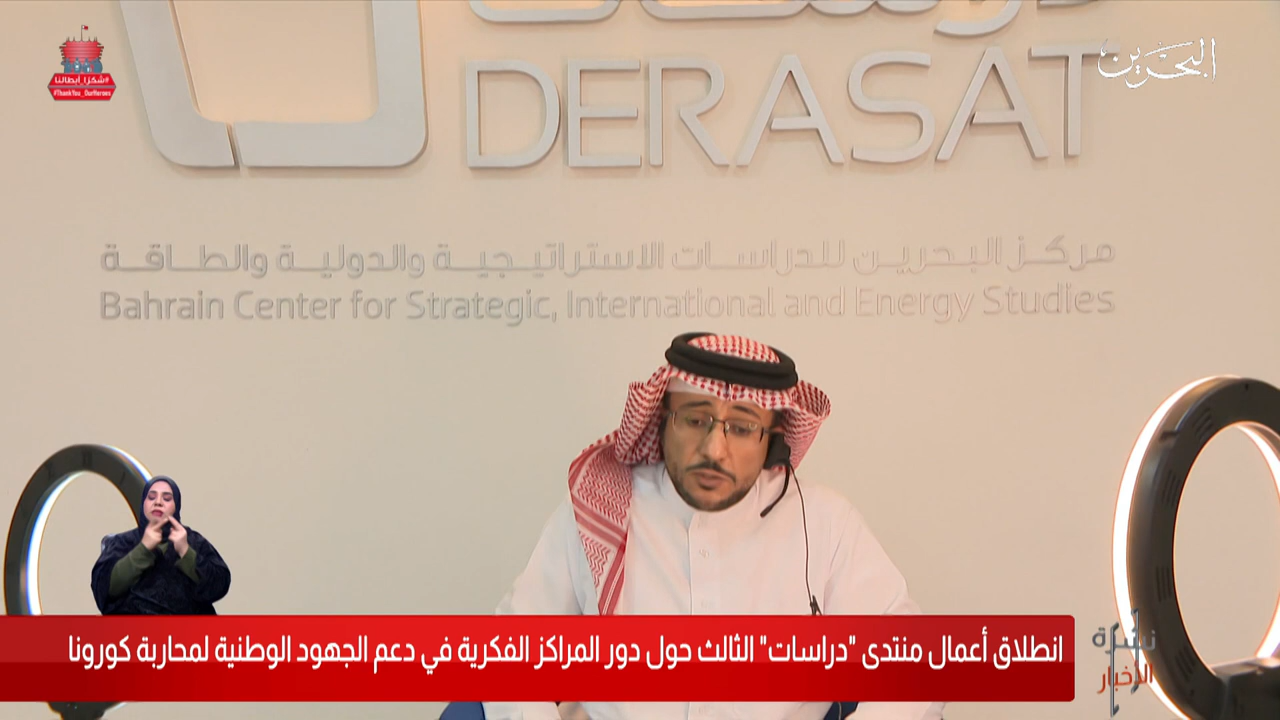 #شكرا_أبطالنا
#ThankYou_OurHeroes
البحرين
DERASAT
مركز البحرين للدراسات الاستراتيجية والدولية والطاقة
Bahrain Center for Strategic, International and Energy Studies
انطلاق أعمال منتدى "دراسات" الثالث حول دور المراكز الفكرية في دعم الجهود الوطنية لمحاربة كورونا
نشرة
الأخبار